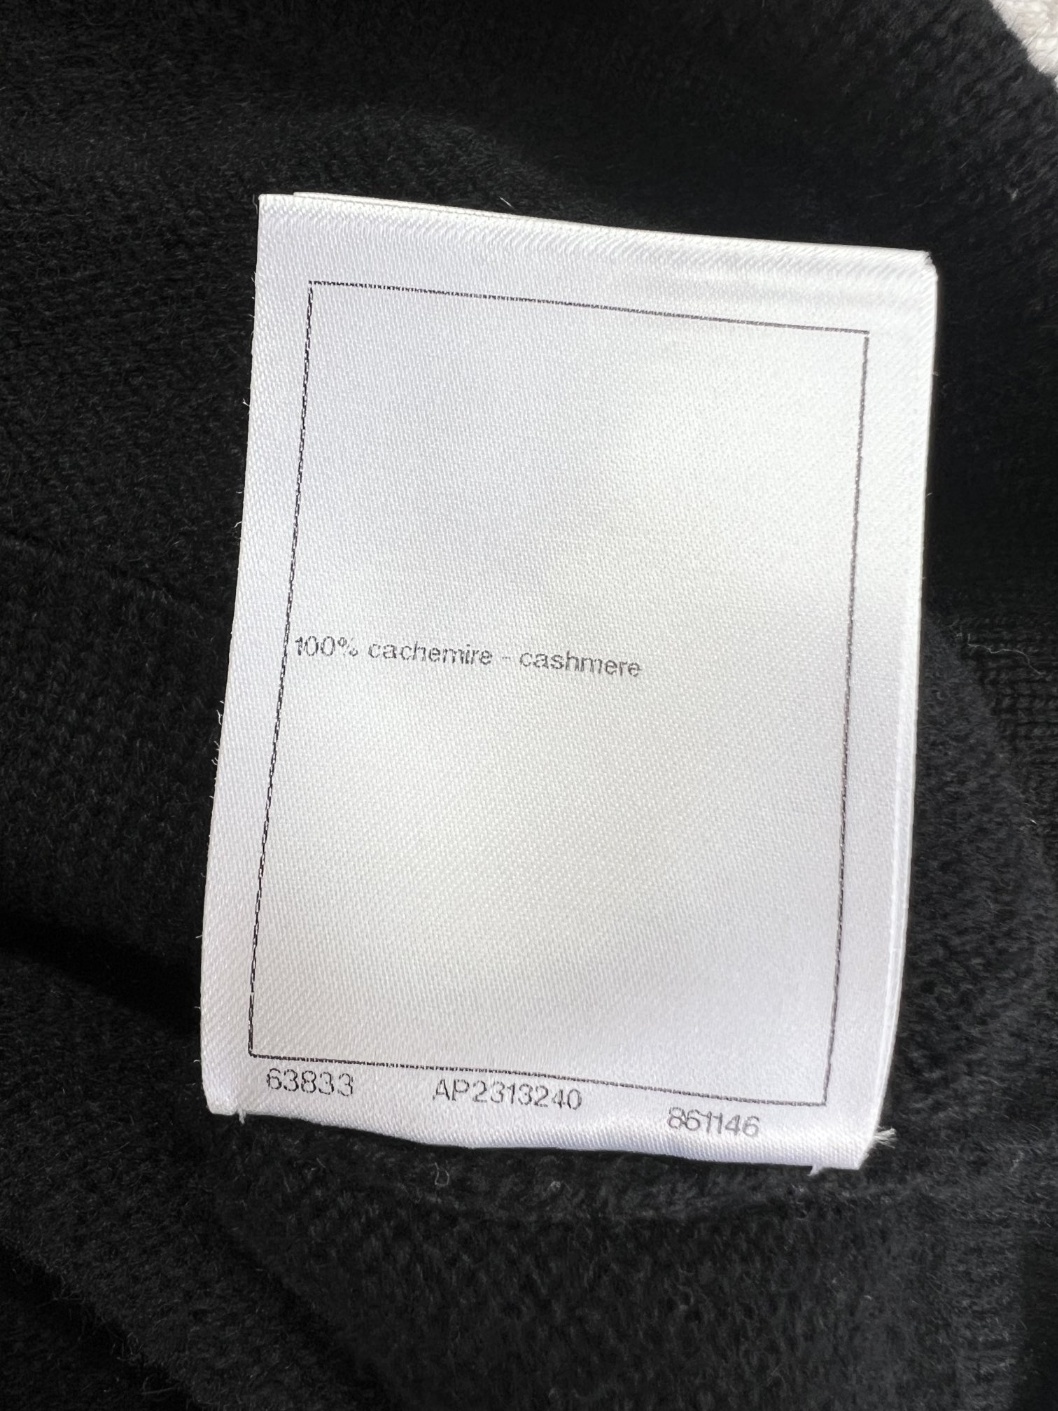 100% cachemire - cashmere
63833 AP2313240 861146